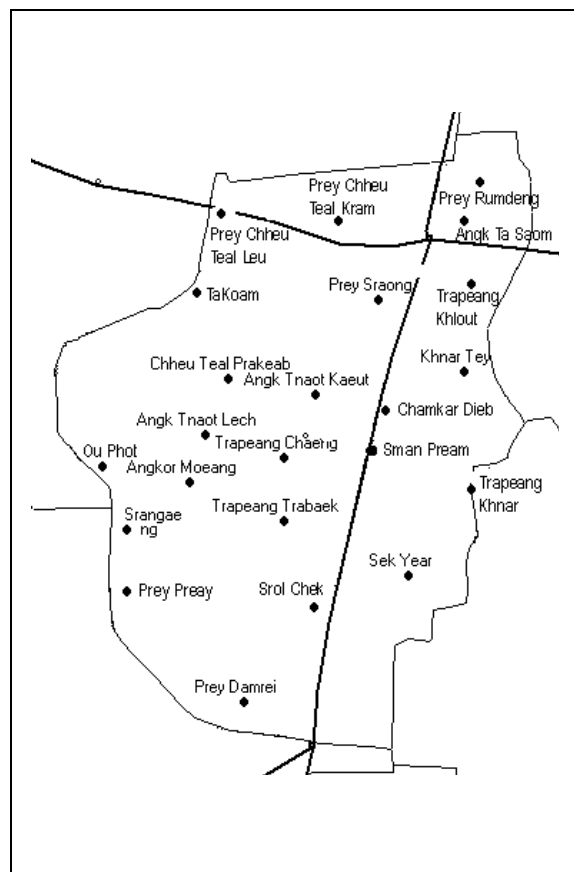 Prey Chheu
Teal Kram
Prey Rumdeng
Angk Ta Saom
Prey Chheu
Teal Leu
TaKoam
Prey Sraong
Trapeang
Khlout
Chheu Teal Prakeab
Angk Tnaot Kaeut
Khnar Tey
Chamkar Dieb
Angk Tnaot Lech
Trapeang Chaeng
Sman Pream
Ou Phot
Angkor Moeang
Trapeang
Khnar
Trapeang Trabaek
Srangae
ng
Sek Year
Prey Preay
Srol Chek
Prey Damrei